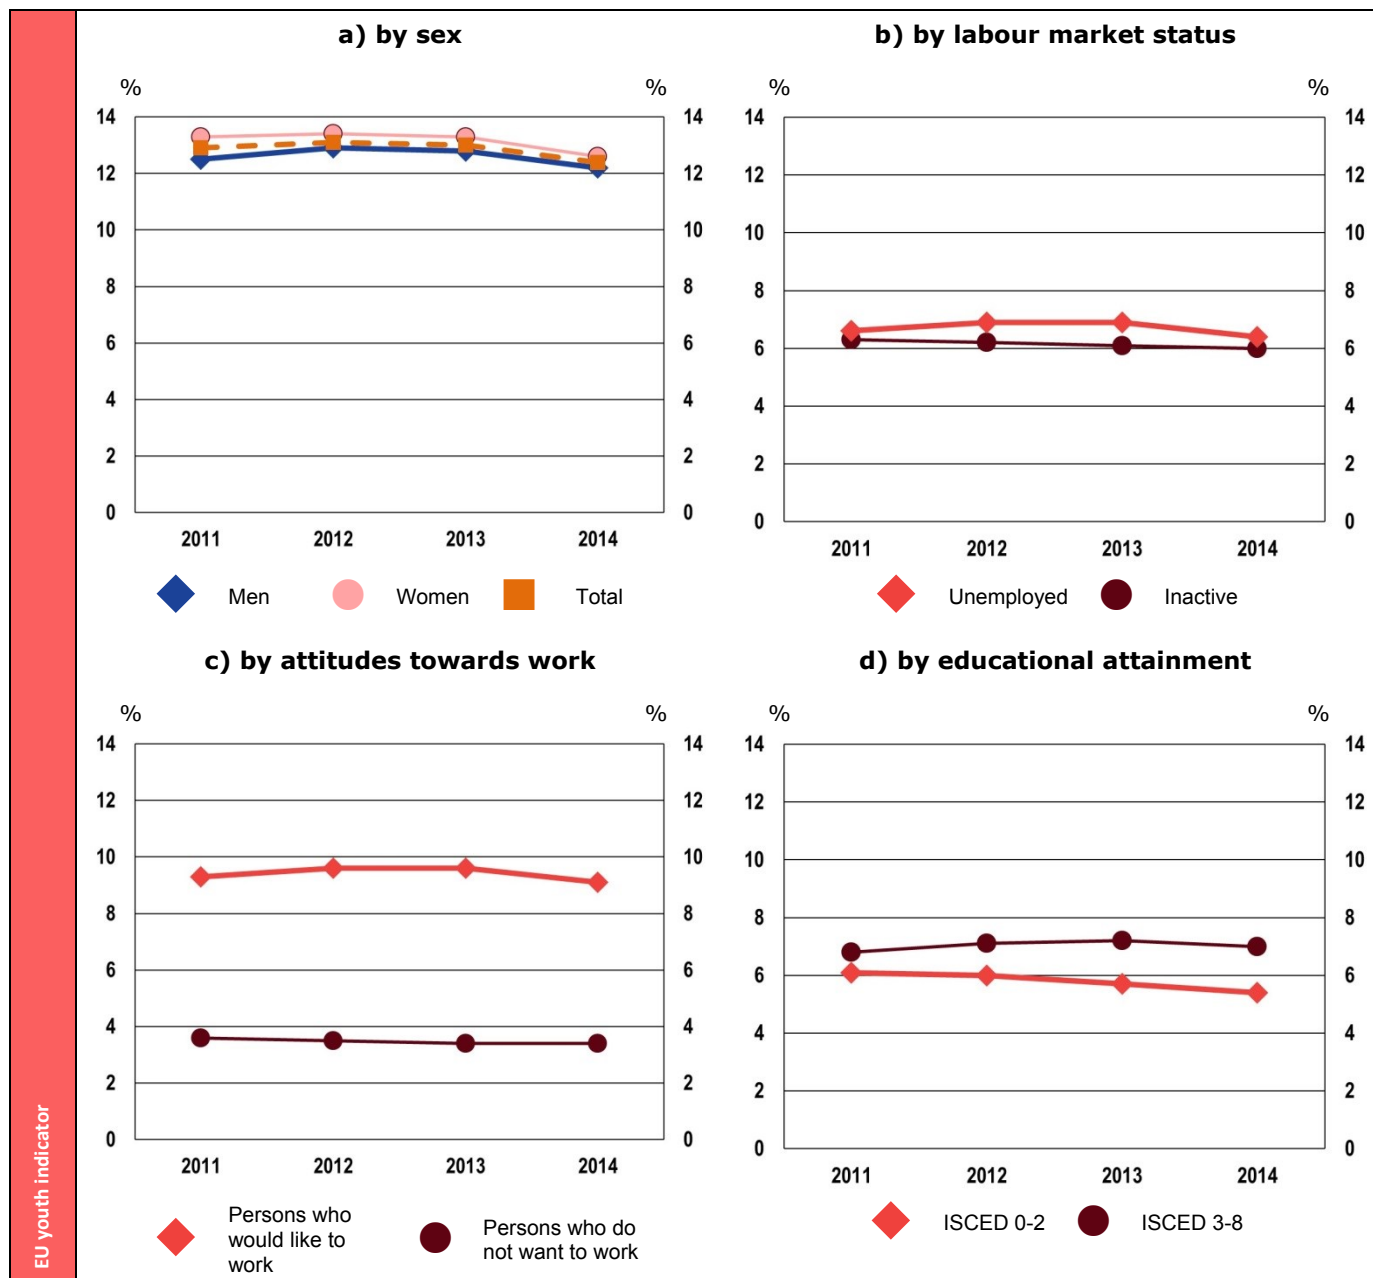 EU youth indicator
a) by sex
% %
14 14
12 12
10 10
8 8
6 6
4 4
2 2
0 0
2011 2012 2013 2014
Men Women Total
b) by labour market status
% %
14 14
12 12
10 10
8 8
6 6
4 4
2 2
0 0
2011 2012 2013 2014
Unemployed Inactive
c) by attitudes towards work
% %
14 14
12 12
10 10
8 8
6 6
4 4
2 2
0 0
2011 2012 2013 2014
Persons who
would like to
work
Persons who do
not want to work
d) by educational attainment
% %
14 14
12 12
10 10
8 8
6 6
4 4
2 2
0 0
2011 2012 2013 2014
ISCED 0-2 ISCED 3-8